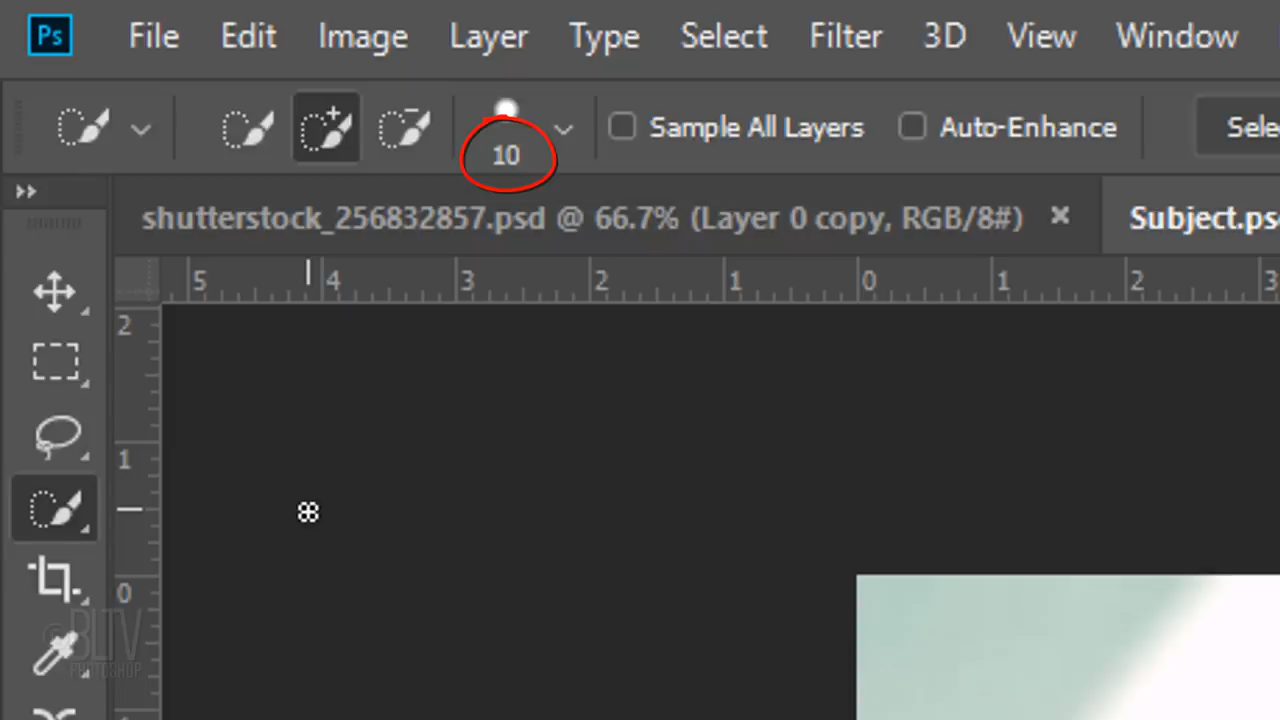 Ps File Edit Image Layer Type Select Filter 3D View Window
10 Sample All Layers Auto-Enhance Sele
shutterstock_256832857.psd @ 66.7% (Layer 0 copy, RGB/8#) × Subject.ps
5 4 3 2 1 0 1 2 3
2
1
0
©BLTV
PHOTOSHOP